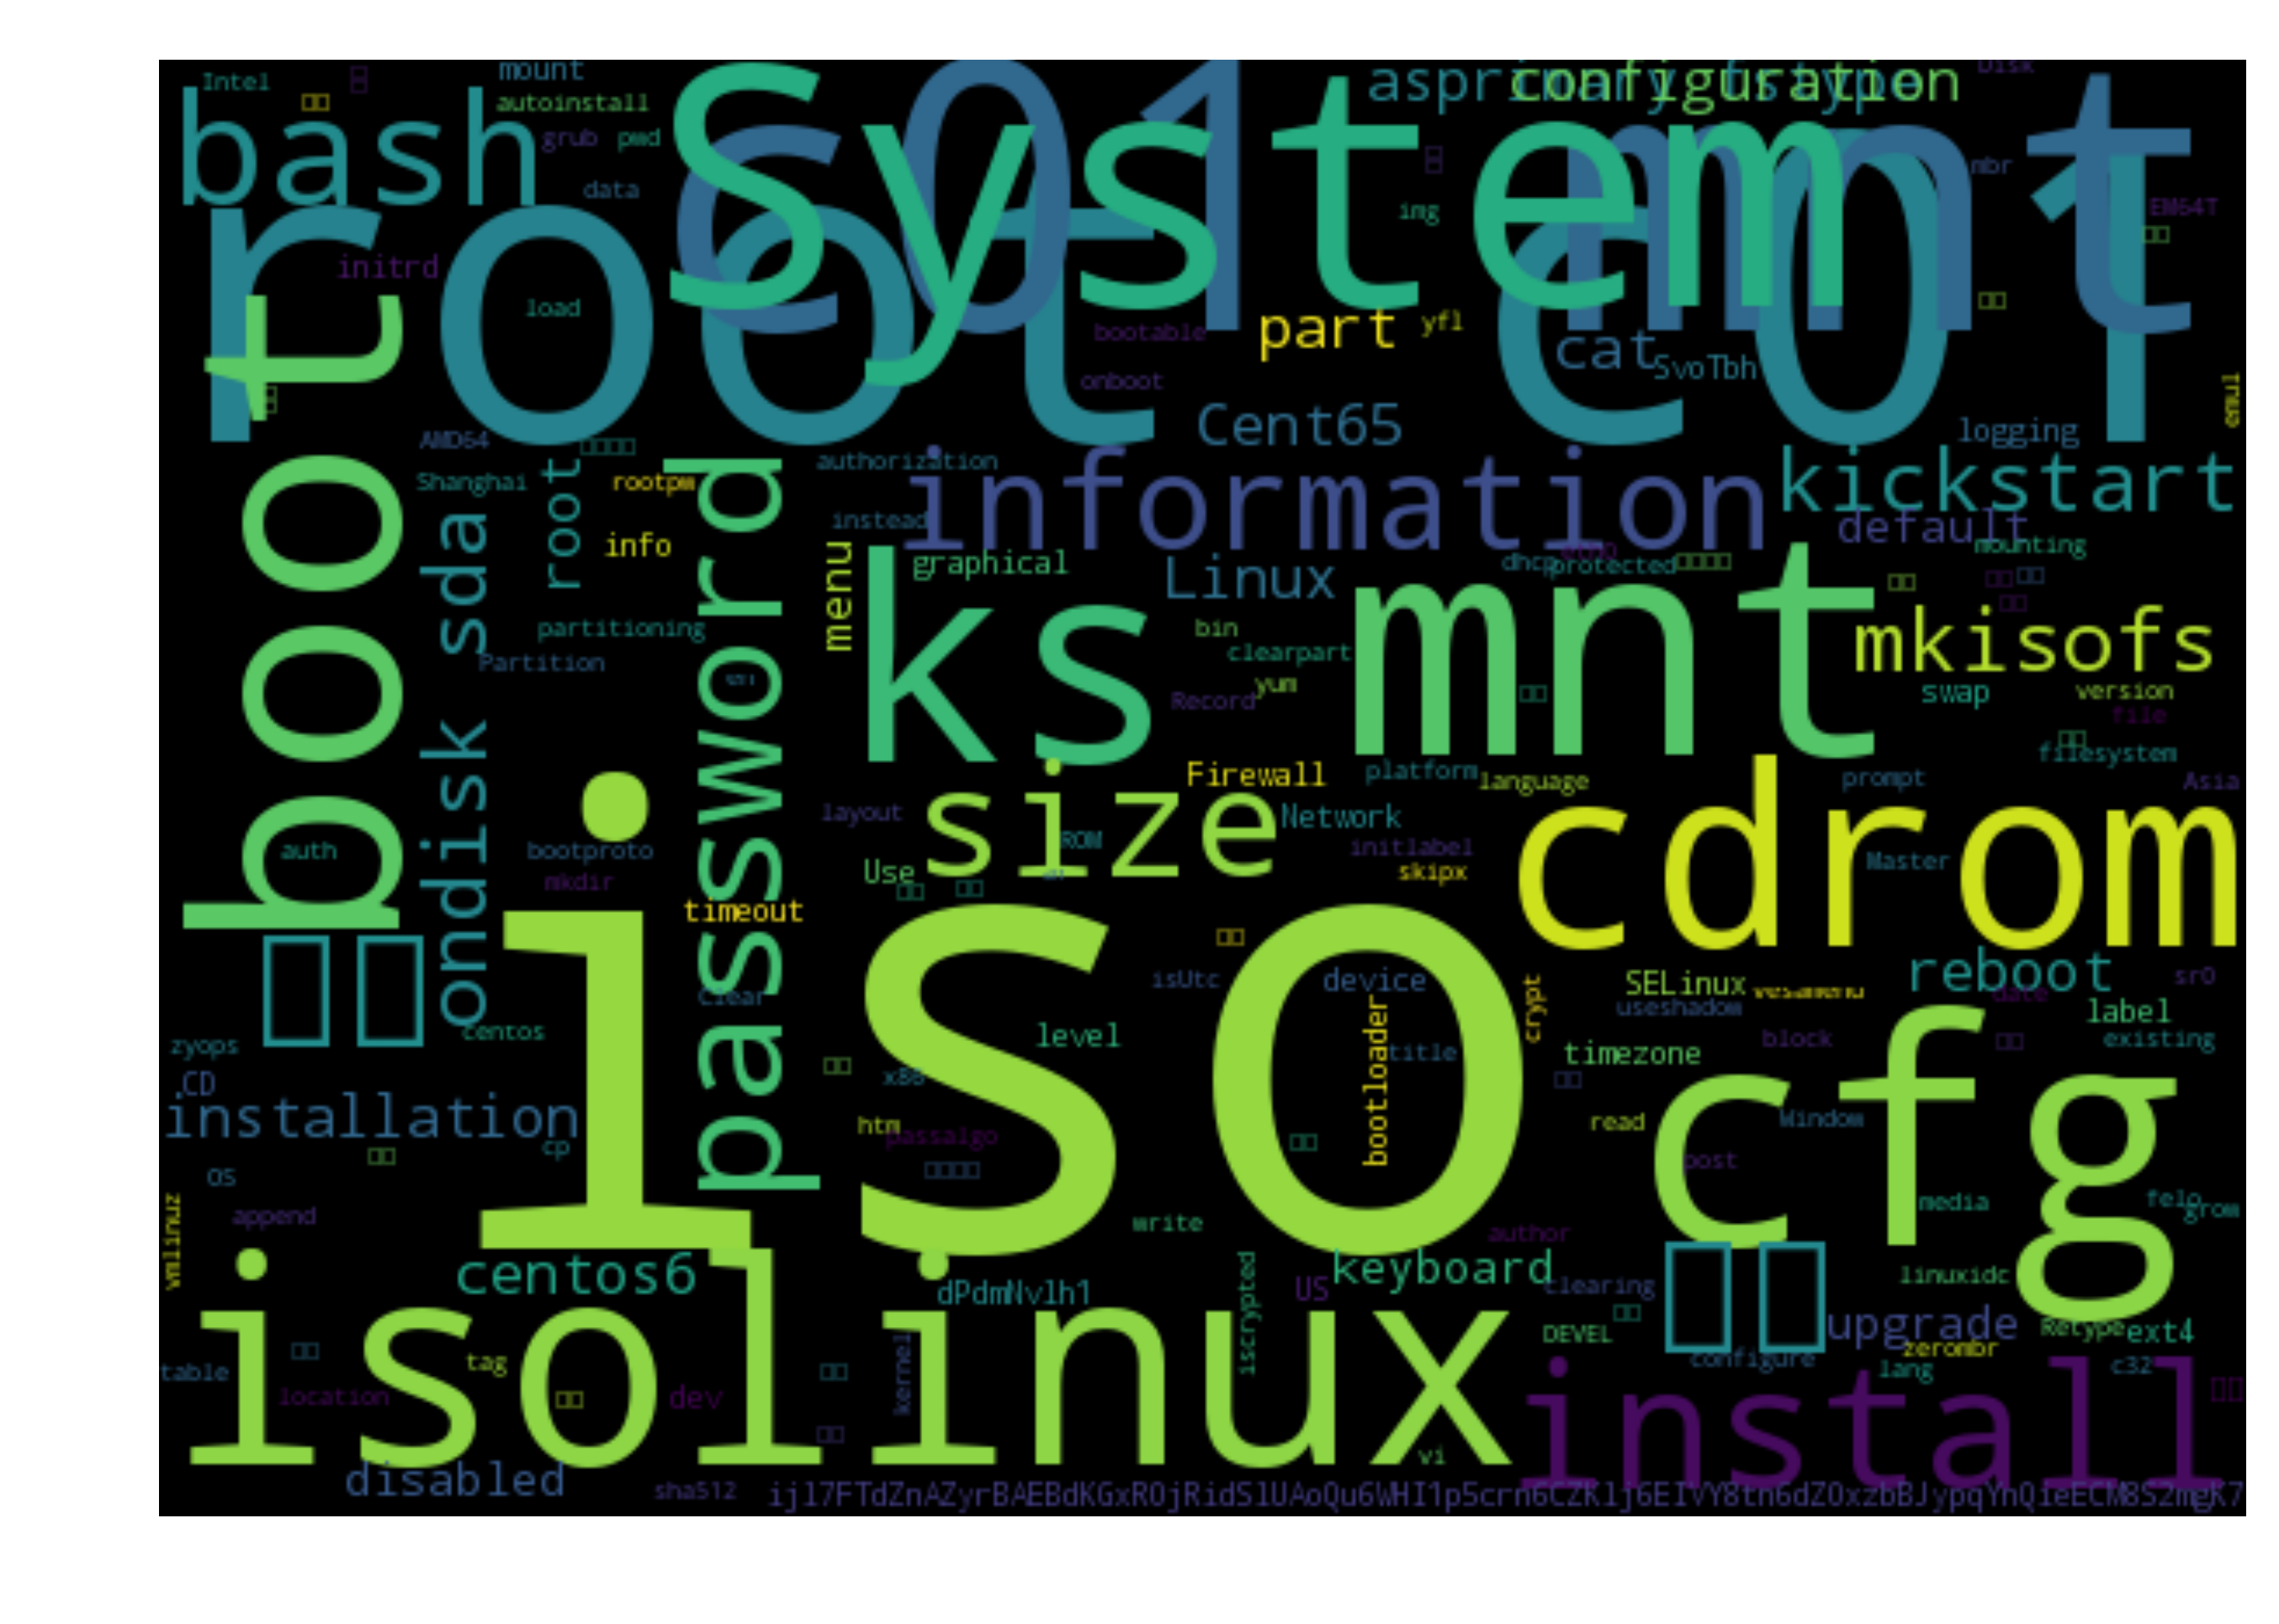 Intel
mount
asprimary fstype
configuration
Disk
autoinstall
bash
grub
pwd
System
c01 mnt
mbr
data
img
EM64T
root c01
initrd
load
bootable
part
yfl
cat
SvoTbh
onboot
boot
Cent65
logging
AMD64
authorization
Shanghai
root
rootpw
information
kickstart
ondisk sda
password
instead
default
info
menu
graphical
Linux
dhcp
protected
mounting
ks
mnt
mkisofs
partitioning
bin
clearpart
Partition
yum
Record
swap
version
file
filesystem
Firewall
platform
language
prompt
Asia
layout
size
Network
cdrom
auth
bootproto
ROM
initlabel
Master
mkdir
Use
skipx
timeout
iso
isUtc
device
crypt
SELinux
vesamenu
reboot
sr0
date
Clear
useshadow
label
centos
level
bootloader
title
timezone
block
existing
zyops
CD
x86
cfg
installation
htm
passalgo
read
Window
cp
post
OS
vmlinuz
append
write
media
felo
grow
author
centos6
dPdmNvlh1
iscrypted
US
keyboard
clearing
linuxidc
isolinux
DEVEL
upgrade
Retype
ext4
zerombr
table
tag
kernel
configure
lang
c32
location
dev
install
vi
disabled
sha512